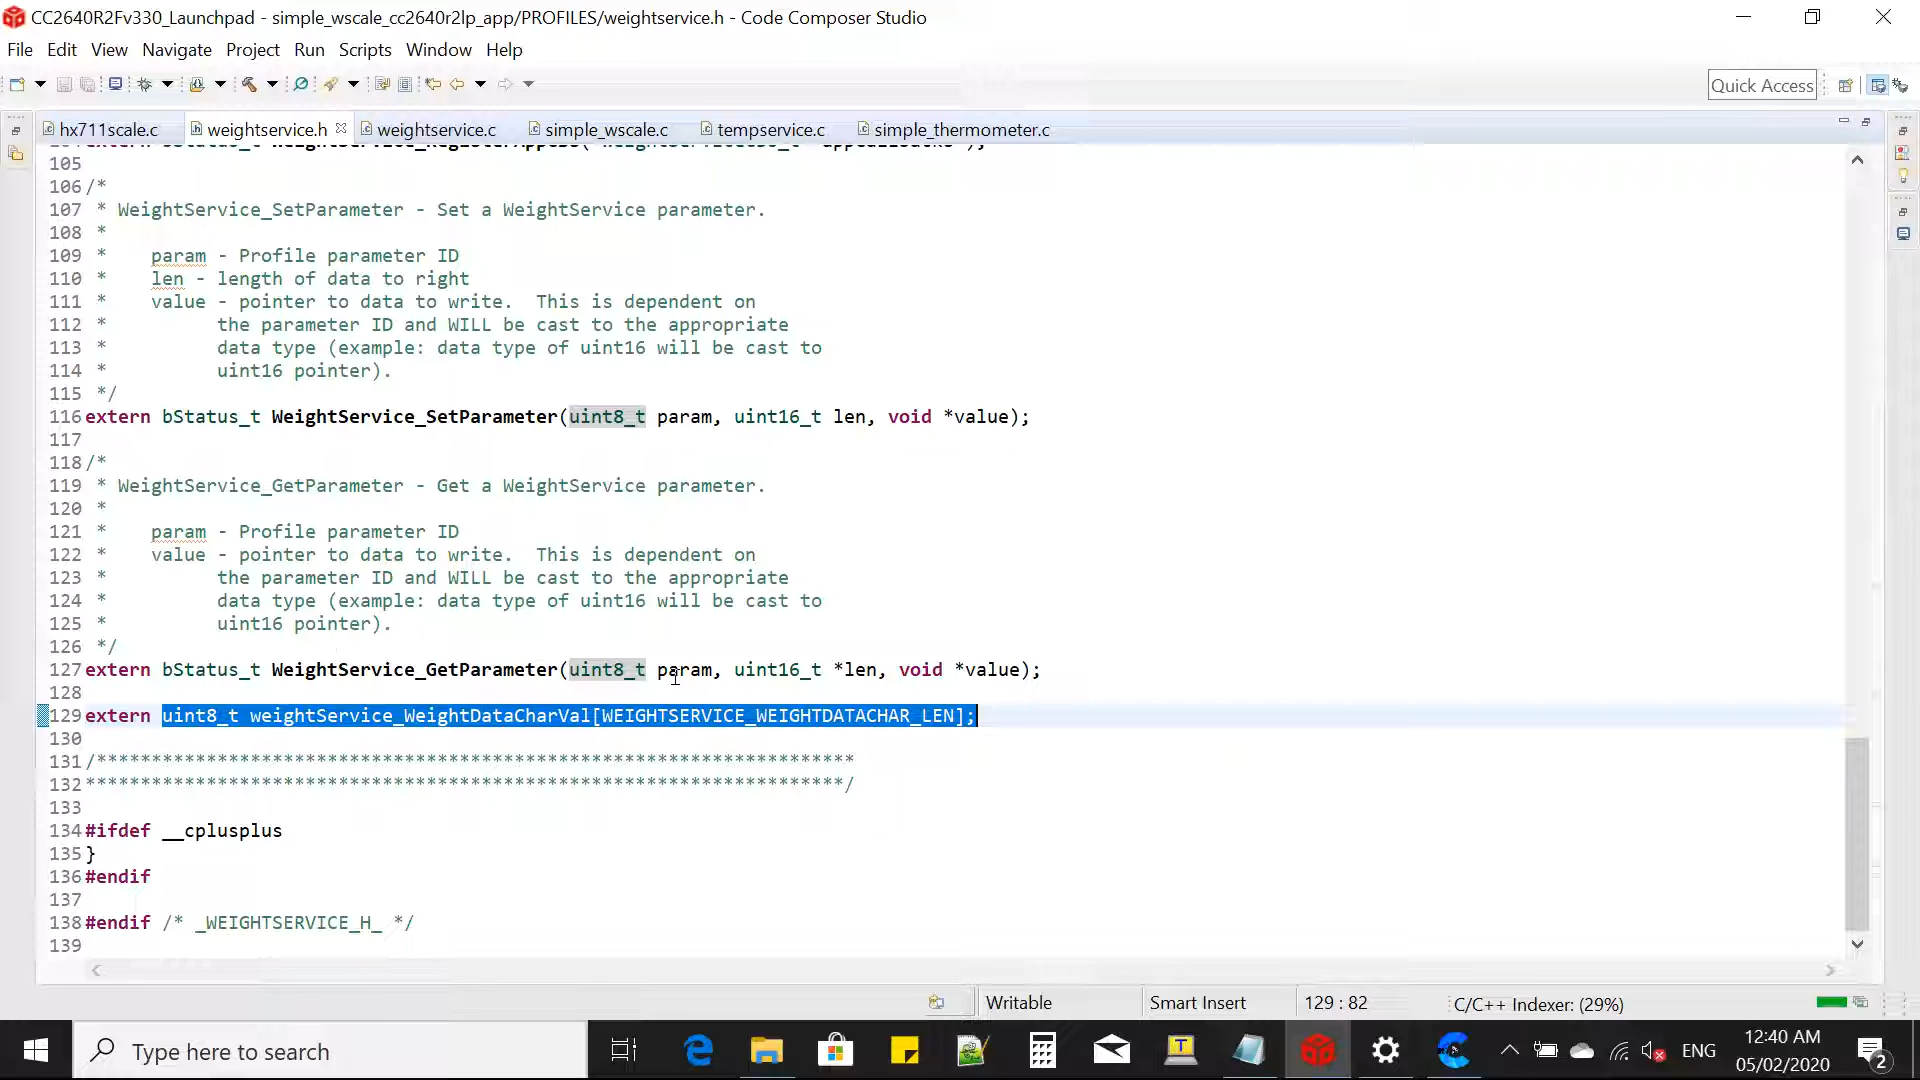 CC2640R2Fv330_Launchpad - simple_wscale_cc2640r2lp_app/PROFILES/weightservice.h - Code Composer Studio
File Edit View Navigate Project Run Scripts Window Help
Quick Access
hx711scale.c weightservice.h weightservice.c simple_wscale.c tempservice.c simple_thermometer.c
105
106 /*
107 * WeightService_SetParameter - Set a WeightService parameter.
108 *
109 * param - Profile parameter ID
110 * len - length of data to right
111 * value - pointer to data to write. This is dependent on
112 * the parameter ID and WILL be cast to the appropriate
113 * data type (example: data type of uint16 will be cast to
114 * uint16 pointer).
115 */
116 extern bStatus_t WeightService_SetParameter(uint8_t param, uint16_t len, void *value);
117
118 /*
119 * WeightService_GetParameter - Get a WeightService parameter.
120 *
121 * param - Profile parameter ID
122 * value - pointer to data to write. This is dependent on
123 * the parameter ID and WILL be cast to the appropriate
124 * data type (example: data type of uint16 will be cast to
125 * uint16 pointer).
126 */
127 extern bStatus_t WeightService_GetParameter(uint8_t param, uint16_t *len, void *value);
128
129 extern uint8_t weightService_WeightDataCharVal[WEIGHTSERVICE_WEIGHTDATACHAR_LEN];
130
131 /*********************************************************************
132 *********************************************************************/
133
134 #ifdef __cplusplus
135 }
136 #endif
137
138 #endif /* _WEIGHTSERVICE_H_ */
139
Writable Smart Insert 129 : 82 C/C++ Indexer: (29%)
Type here to search
ENG
12:40 AM
05/02/2020
2